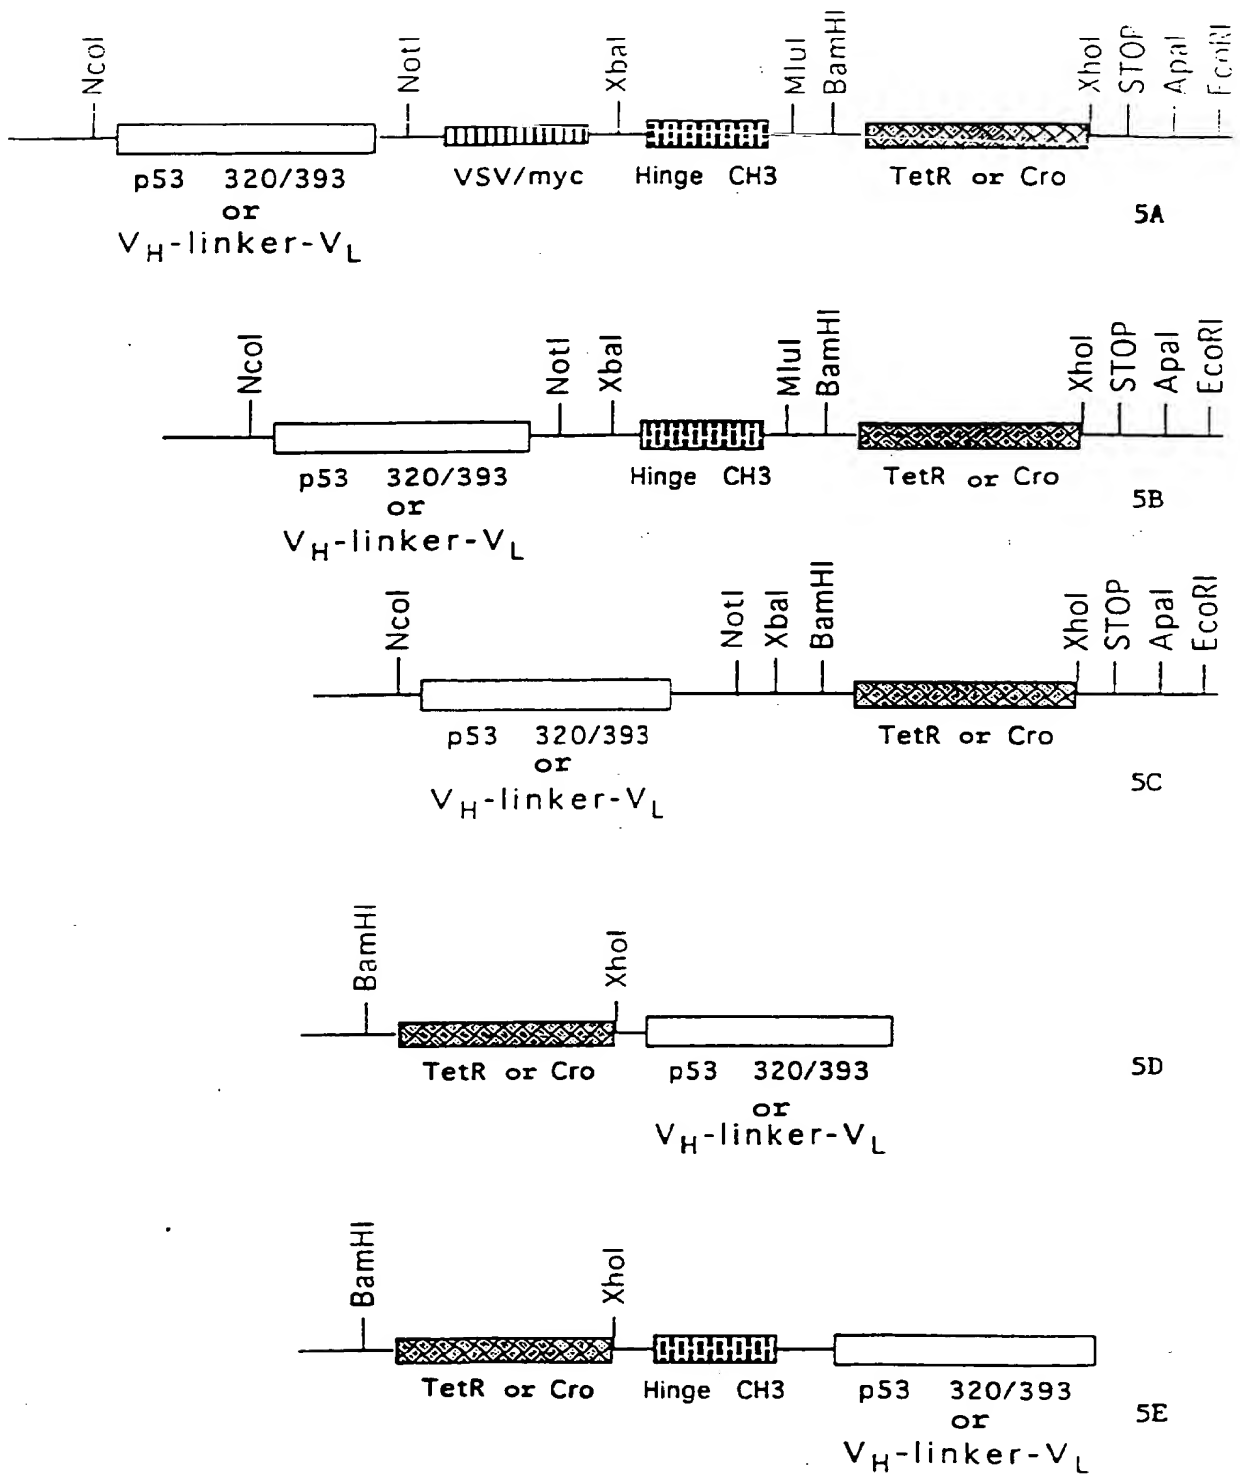 NcoI NotI XbaI MluI BamHI XhoI STOP ApaI EcoRI
p53 320/393 VSV/myc Hinge CH3 TetR or Cro
or
VH-linker-VL
5A
NcoI NotI XbaI MluI BamHI XhoI STOP ApaI EcoRI
p53 320/393 Hinge CH3 TetR or Cro
or
VH-linker-VL
5B
NcoI NotI XbaI BamHI XhoI STOP ApaI EcoRI
p53 320/393 TetR or Cro
or
VH-linker-VL
5C
BamHI XhoI
TetR or Cro p53 320/393
or
VH-linker-VL
5D
BamHI XhoI
TetR or Cro Hinge CH3 p53 320/393
or
VH-linker-VL
5E